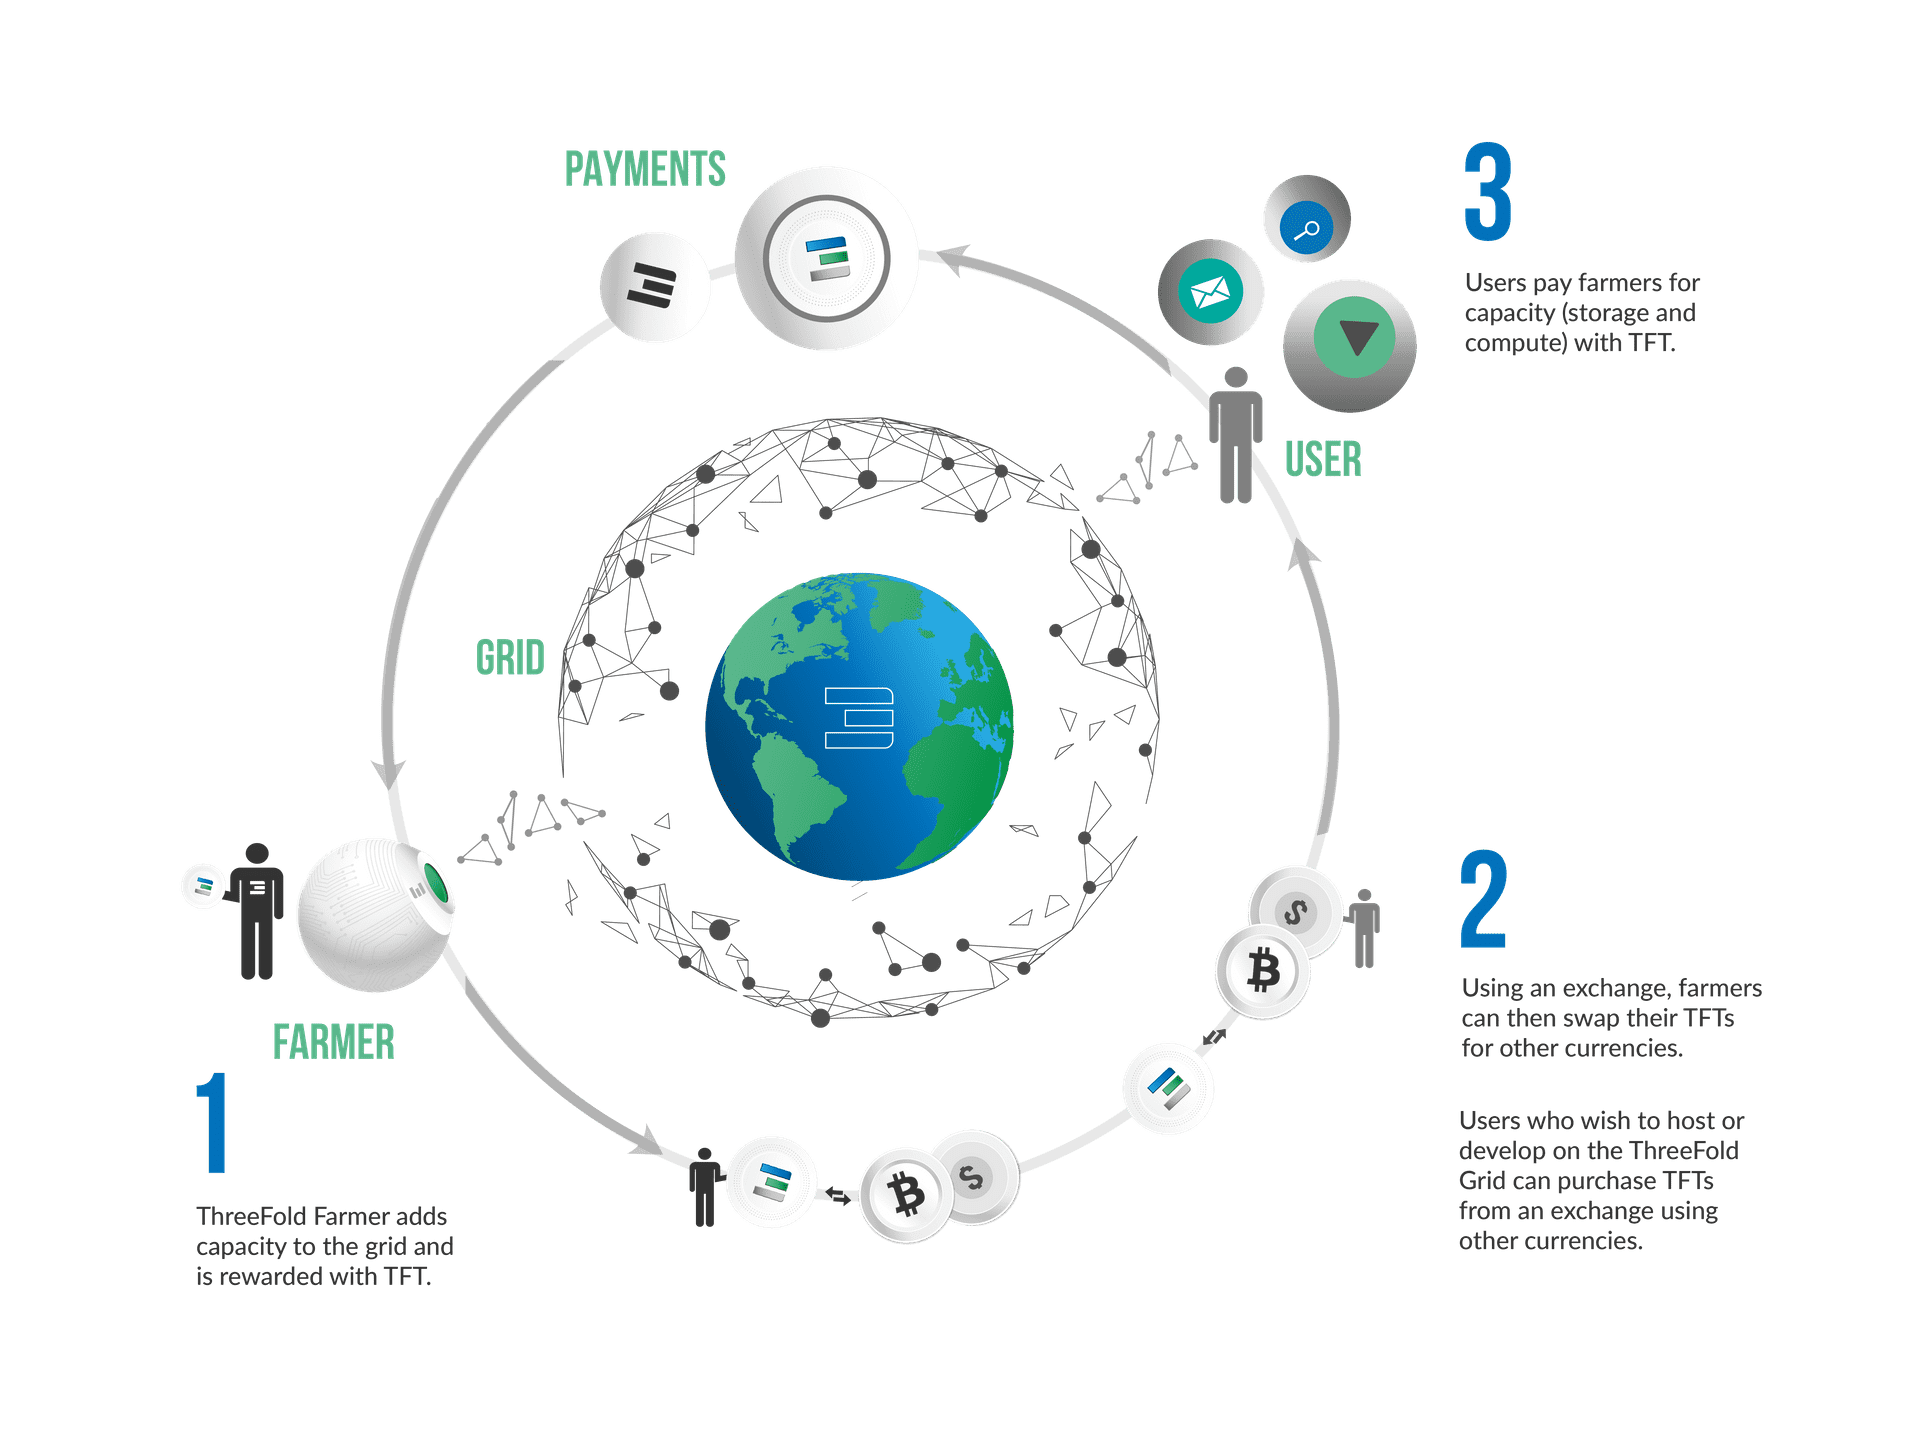 PAYMENTS
3
Users pay farmers for
capacity (storage and
compute) with TFT.
USER
GRID
FARMER
1
ThreeFold Farmer adds
capacity to the grid and
is rewarded with TFT.
2
Using an exchange, farmers
can then swap their TFTs
for other currencies.
Users who wish to host or
develop on the ThreeFold
Grid can purchase TFTs
from an exchange using
other currencies.